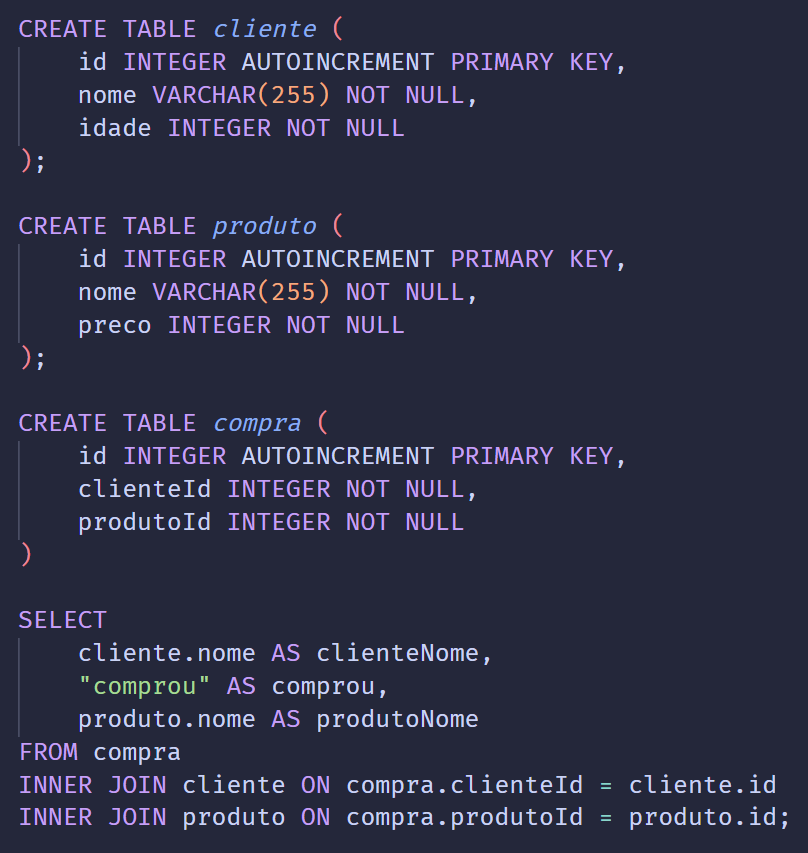 CREATE TABLE cliente (
    id INTEGER AUTOINCREMENT PRIMARY KEY,
    nome VARCHAR(255) NOT NULL,
    idade INTEGER NOT NULL
);

CREATE TABLE produto (
    id INTEGER AUTOINCREMENT PRIMARY KEY,
    nome VARCHAR(255) NOT NULL,
    preco INTEGER NOT NULL
);

CREATE TABLE compra (
    id INTEGER AUTOINCREMENT PRIMARY KEY,
    clienteId INTEGER NOT NULL,
    produtoId INTEGER NOT NULL
)

SELECT
    cliente.nome AS clienteNome,
    "comprou" AS comprou,
    produto.nome AS produtoNome
FROM compra
INNER JOIN cliente ON compra.clienteId = cliente.id
INNER JOIN produto ON compra.produtoId = produto.id;